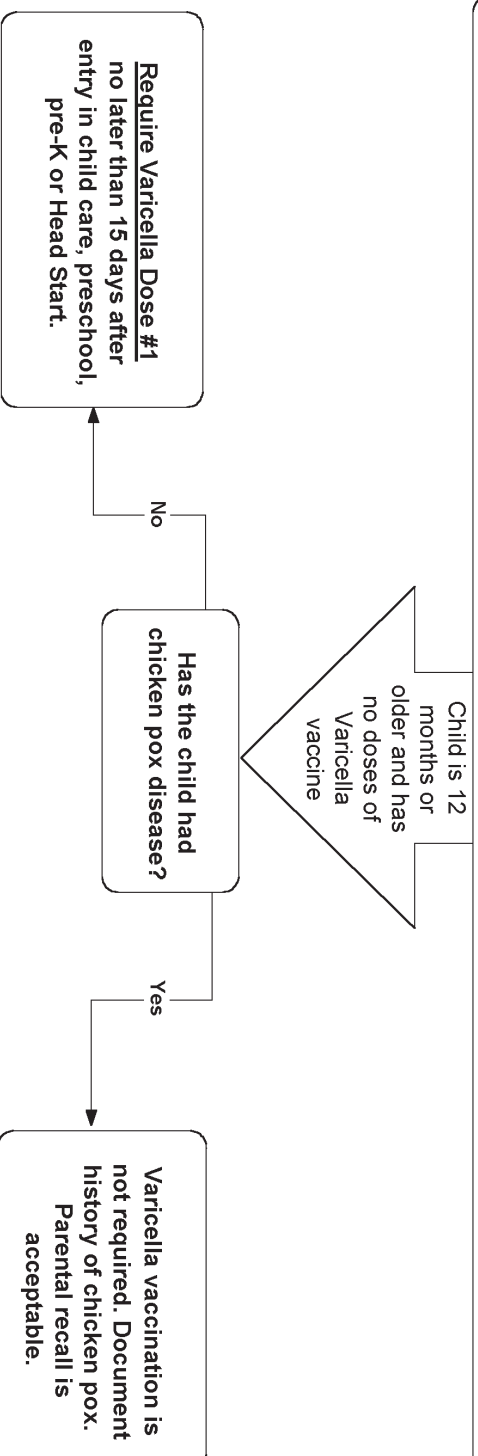 Child is 12
months or
older and has
no doses of
Varicella
vaccine
Has the child had
chicken pox disease?
No
Yes
Require Varicella Dose #1
no later than 15 days after
entry in child care, preschool,
pre-K or Head Start.
Varicella vaccination is
not required. Document
history of chicken pox.
Parental recall is
acceptable.